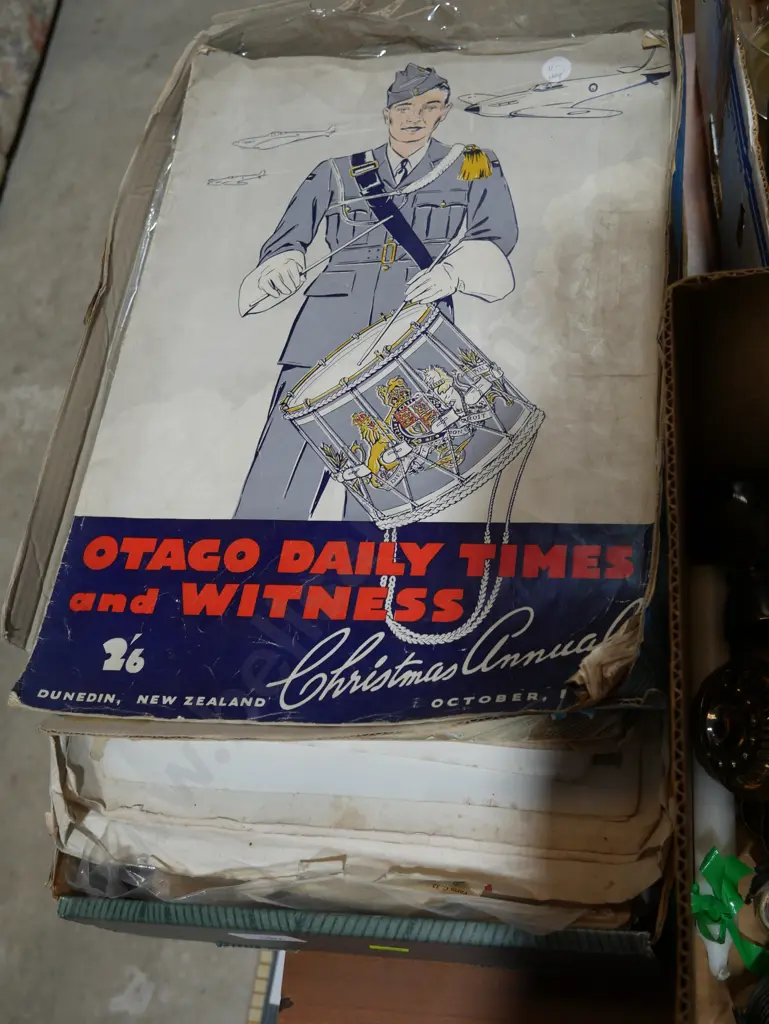 OTAGO DAILY TIMES
and WITNESS
2'6
Christmas Annual
DUNEDIN, NEW ZEALAND
OCTOBER,